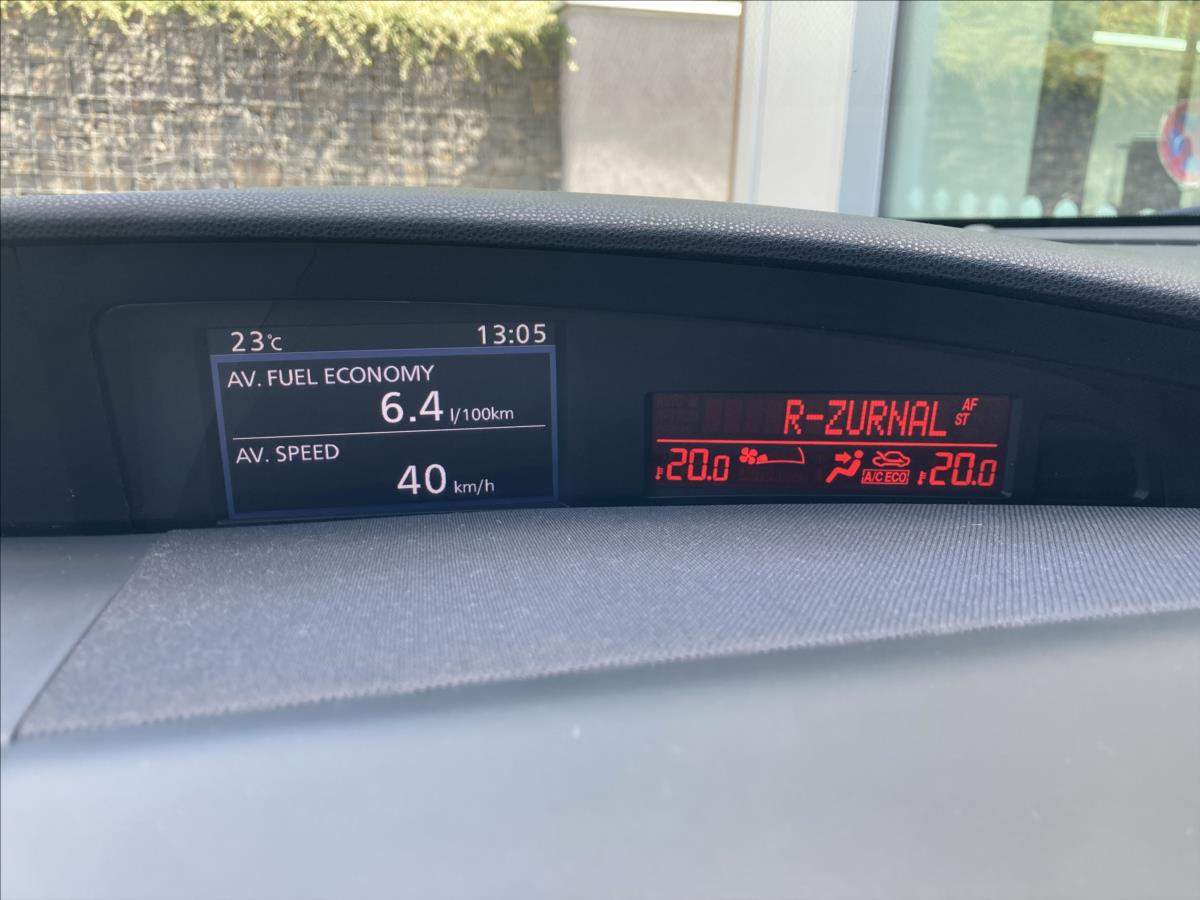 23°C 13:05
AV. FUEL ECONOMY
6.4 l/100km
AV. SPEED
40 km/h
R-ZURNAL AF
ST
20.0 A/C ECO 20.0